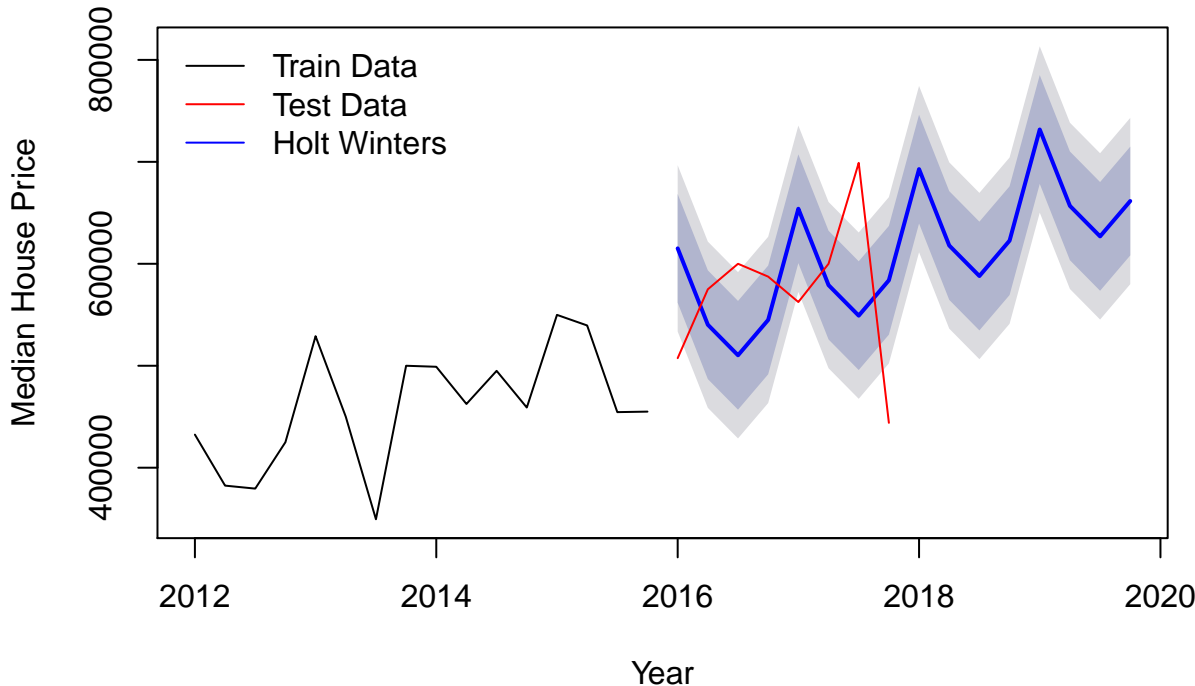 Train Data
Test Data
Holt Winters
Median House Price
800000
600000
400000
2012
2014
2016
2018
2020
Year